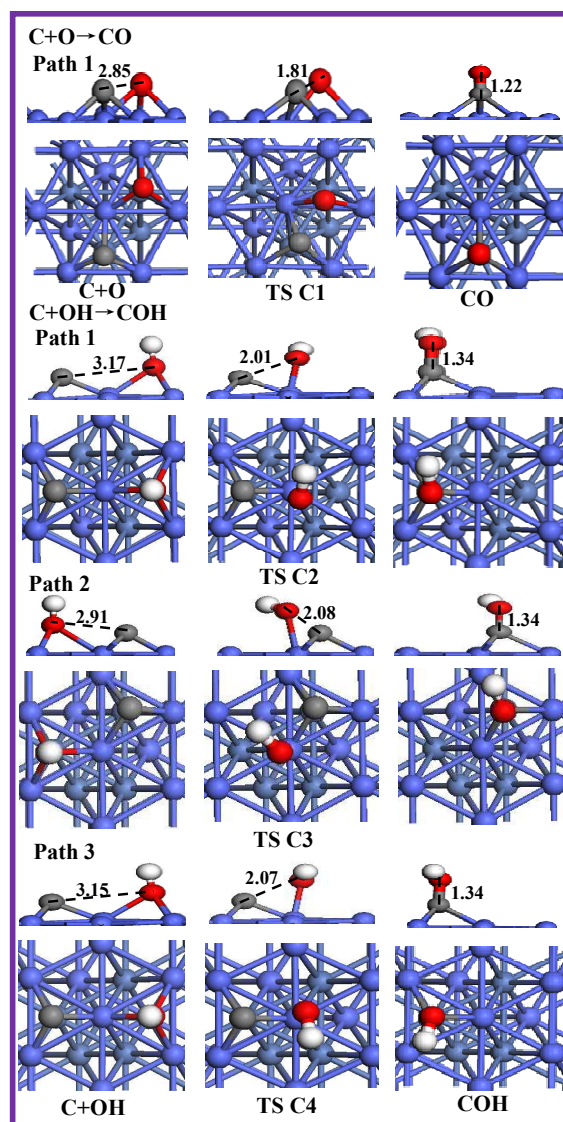 C+O→CO
Path 1
2.85 1.81 1.22
C+O TS C1 CO
C+OH→COH
Path 1
3.17 2.01 1.34
TS C2
Path 2
2.91 2.08 1.34
TS C3
Path 3
3.15 2.07 1.34
C+OH TS C4 COH